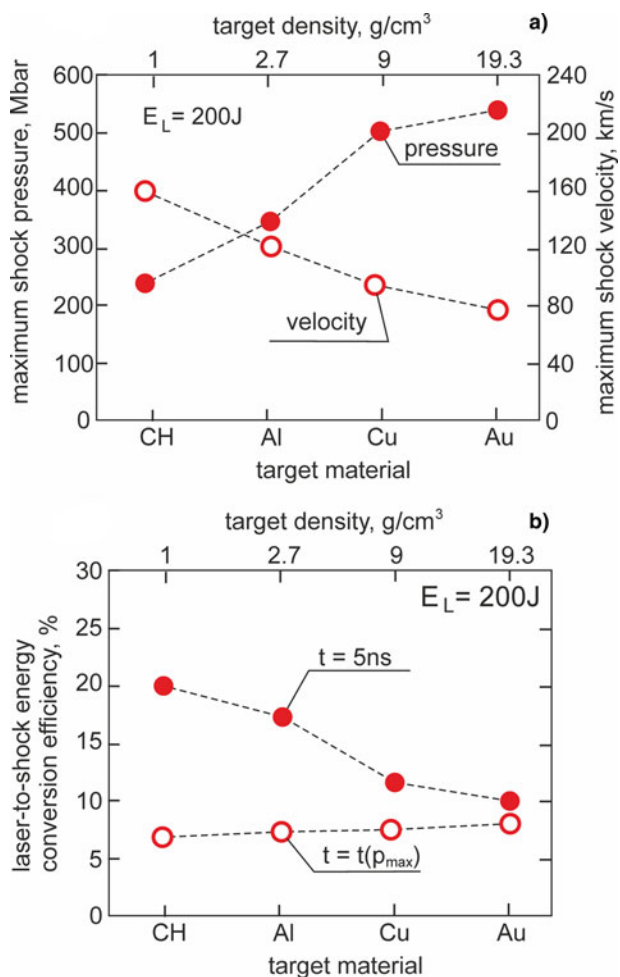 target density, g/cm³
a)
1 2.7 9 19.3
600 240
500 200
400 160
300 120
200 80
100 40
0 0
maximum shock pressure, Mbar
maximum shock velocity, km/s
E_L = 200J
pressure
velocity
CH Al Cu Au
target material
target density, g/cm³
b)
1 2.7 9 19.3
30
25
20
15
10
5
0
laser-to-shock energy
conversion efficiency, %
E_L = 200J
t = 5ns
t = t(p_max)
CH Al Cu Au
target material